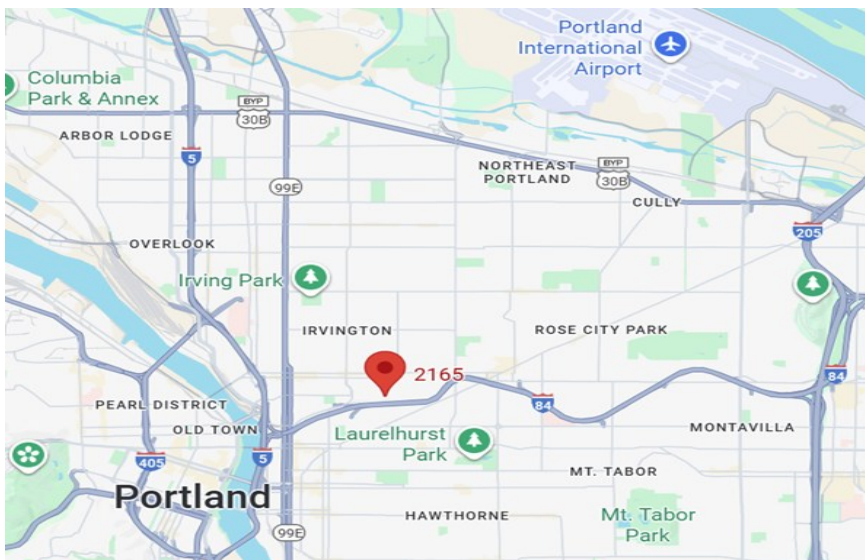 Portland
International
Airport
Columbia
Park & Annex
BYP
30B
ARBOR LODGE
5
99E
NORTHEAST
PORTLAND
BYP
30B
CULLY
205
OVERLOOK
Irving Park
IRVINGTON
ROSE CITY PARK
2165
84
84
PEARL DISTRICT
OLD TOWN
Laurelhurst
Park
MONTAVILLA
405
5
MT. TABOR
Portland
HAWTHORNE
Mt. Tabor
Park
99E